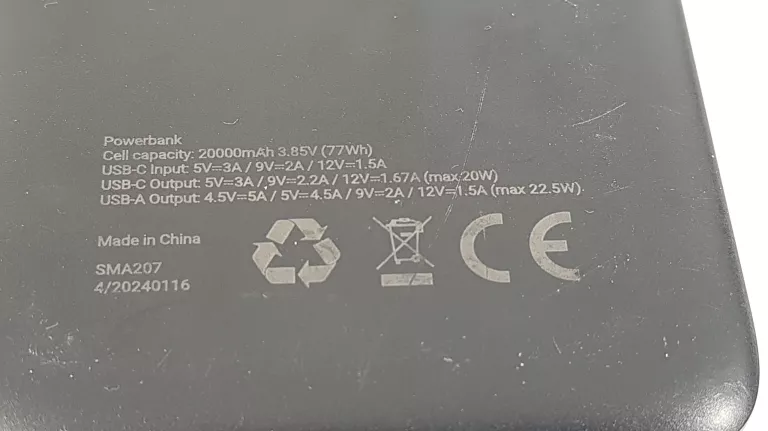 Powerbank
Cell capacity: 20000mAh 3.85V (77Wh)
USB-C Input: 5V=3A / 9V=2A / 12V=1.5A
USB-C Output: 5V=3A /,9V=2.2A / 12V=1.67A (max 20W)
USB-A Output: 4.5V=5A / 5V=4.5A / 9V=2A / 12V=1.5A (max 22.5W)
Made in China
CE
SMA207
4/20240116